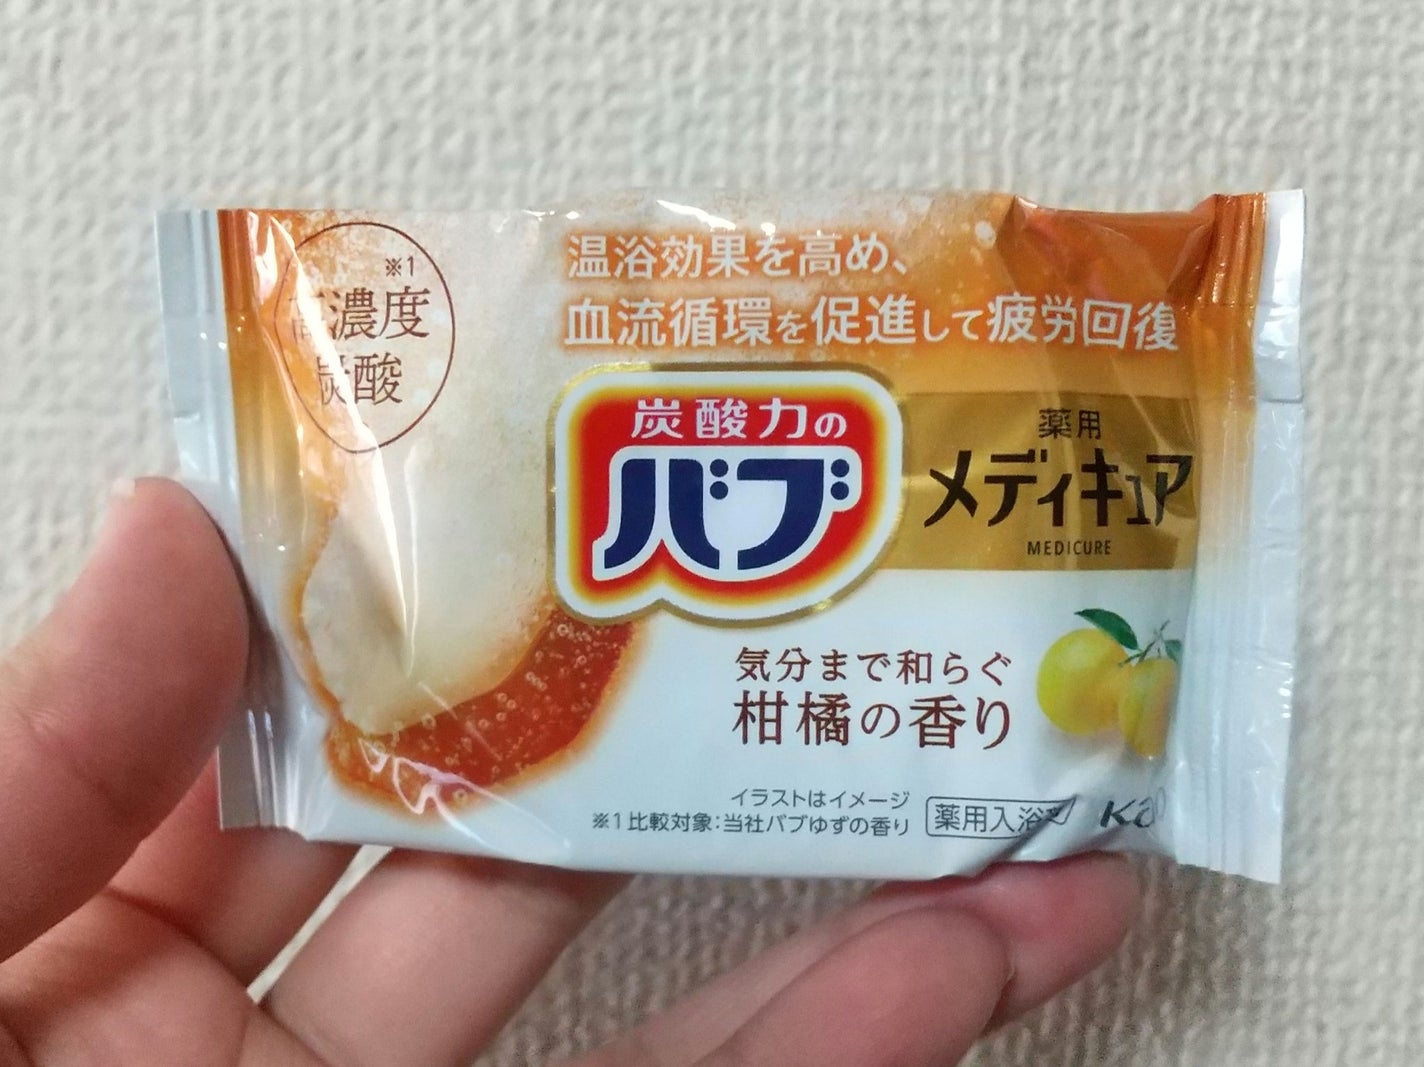 ※1
高濃度
炭酸
温浴効果を高め、
血流循環を促進して疲労回復
炭酸力の
バブ
薬用
メディキュア
MEDICURE
気分まで和らぐ
柑橘の香り
イラストはイメージ
※1比較対象:当社バブゆずの香り
薬用入浴剤
Kao